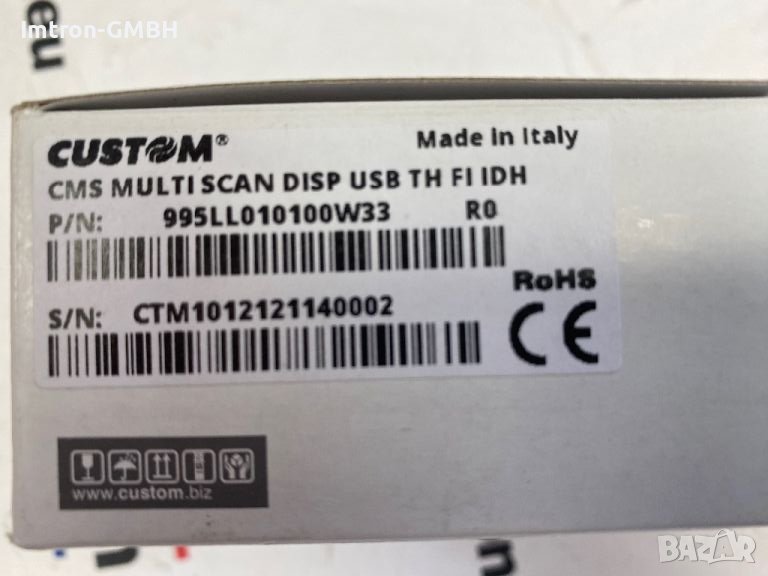 Imtron-GMBH
CUSTOM® Made in Italy
CMS MULTI SCAN DISP USB TH FI IDH
P/N: 995LL010100W33 R0
RoHS
S/N: CTM1012121140002
CE
www.custom.biz
BAZAR